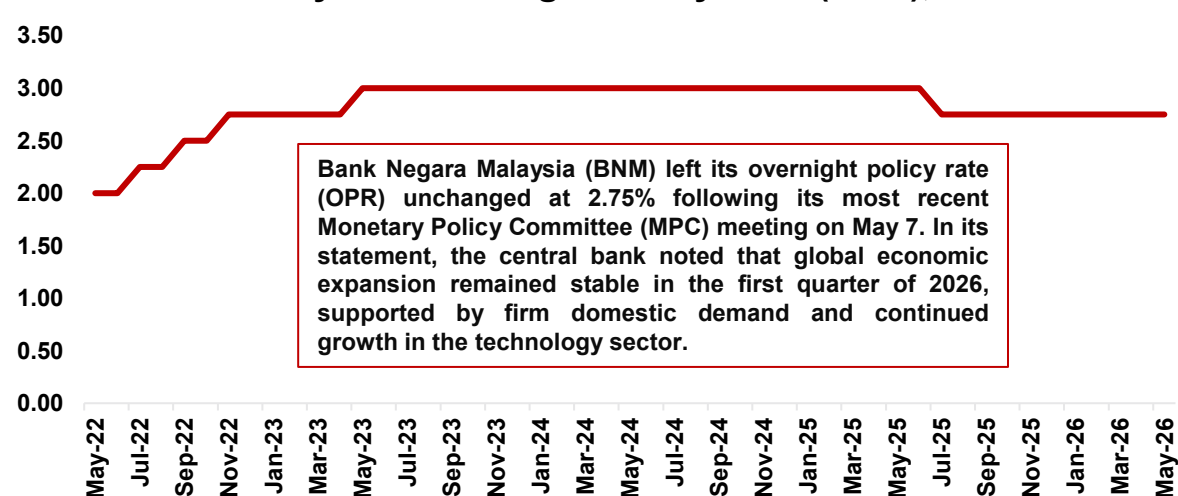 3.50
3.00
2.50
2.00
1.50
1.00
0.50
0.00
Bank Negara Malaysia (BNM) left its overnight policy rate
(OPR) unchanged at 2.75% following its most recent
Monetary Policy Committee (MPC) meeting on May 7. In its
statement, the central bank noted that global economic
expansion remained stable in the first quarter of 2026,
supported by firm domestic demand and continued
growth in the technology sector.
May-22
Jul-22
Sep-22
Nov-22
Jan-23
Mar-23
May-23
Jul-23
Sep-23
Nov-23
Jan-24
Mar-24
May-24
Jul-24
Sep-24
Nov-24
Jan-25
Mar-25
May-25
Jul-25
Sep-25
Nov-25
Jan-26
Mar-26
May-26